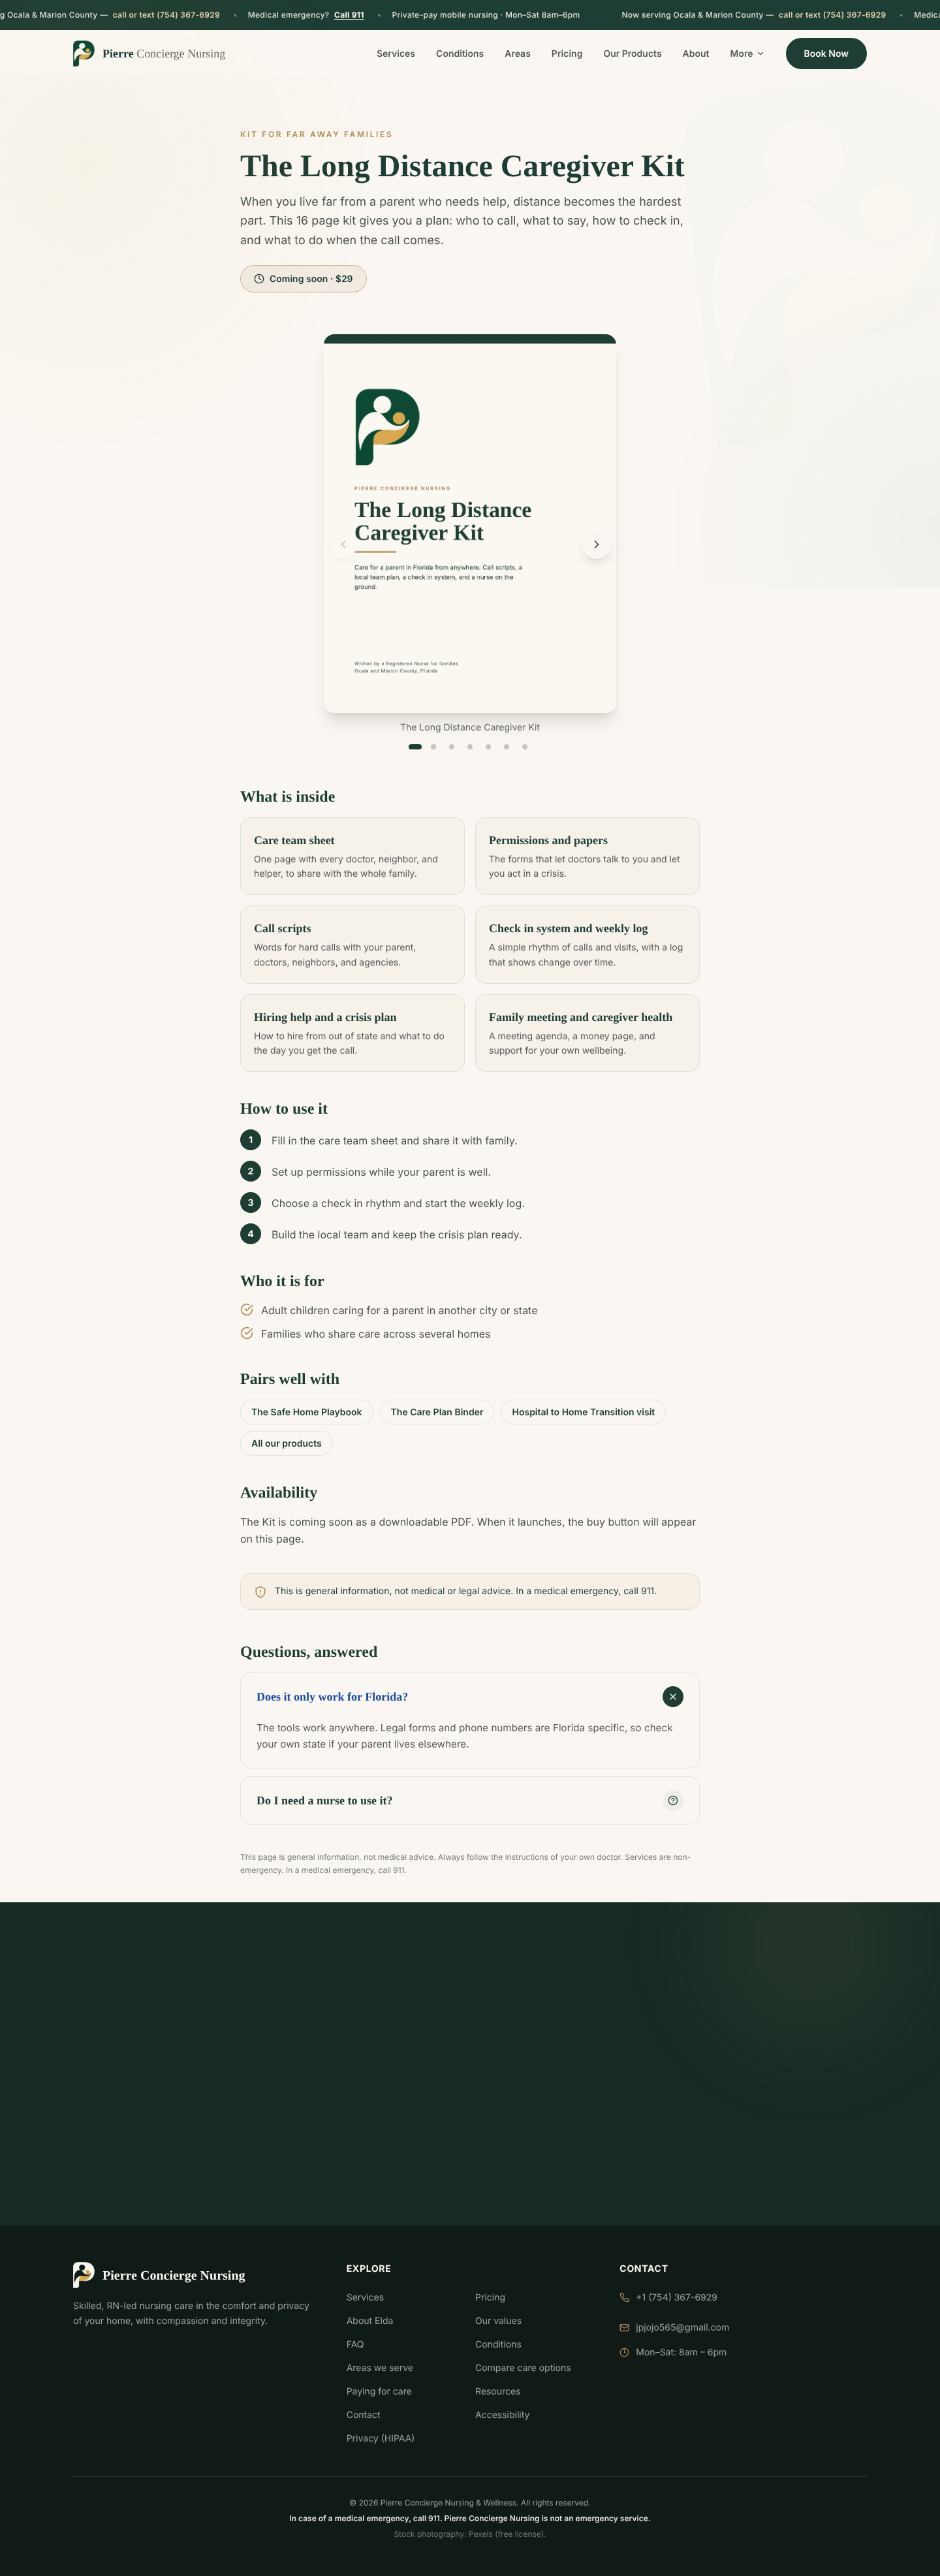 g Ocala & Marion County — call or text (754) 367-6929 • Medical emergency? Call 911 • Private-pay mobile nursing · Mon–Sat 8am–6pm Now serving Ocala & Marion County — call or text (754) 367-6929 • Medic
Pierre Concierge Nursing
Services Conditions Areas Pricing Our Products About More Book Now
KIT FOR FAR AWAY FAMILIES
The Long Distance Caregiver Kit
When you live far from a parent who needs help, distance becomes the hardest
part. This 16 page kit gives you a plan: who to call, what to say, how to check in,
and what to do when the call comes.
Coming soon · $29
PIERRE CONCIERGE NURSING
The Long Distance
Caregiver Kit
Care for a parent in Florida from anywhere. Call scripts, a
local team plan, a check in system, and a nurse on the
ground.
Written by a Registered Nurse for families
Ocala and Marion County, Florida
The Long Distance Caregiver Kit
What is inside
Care team sheet
One page with every doctor, neighbor, and
helper, to share with the whole family.
Permissions and papers
The forms that let doctors talk to you and let
you act in a crisis.
Call scripts
Words for hard calls with your parent,
doctors, neighbors, and agencies.
Check in system and weekly log
A simple rhythm of calls and visits, with a log
that shows change over time.
Hiring help and a crisis plan
How to hire from out of state and what to do
the day you get the call.
Family meeting and caregiver health
A meeting agenda, a money page, and
support for your own wellbeing.
How to use it
1 Fill in the care team sheet and share it with family.
2 Set up permissions while your parent is well.
3 Choose a check in rhythm and start the weekly log.
4 Build the local team and keep the crisis plan ready.
Who it is for
Adult children caring for a parent in another city or state
Families who share care across several homes
Pairs well with
The Safe Home Playbook The Care Plan Binder Hospital to Home Transition visit
All our products
Availability
The Kit is coming soon as a downloadable PDF. When it launches, the buy button will appear
on this page.
This is general information, not medical or legal advice. In a medical emergency, call 911.
Questions, answered
Does it only work for Florida?
The tools work anywhere. Legal forms and phone numbers are Florida specific, so check
your own state if your parent lives elsewhere.
Do I need a nurse to use it?
This page is general information, not medical advice. Always follow the instructions of your own doctor. Services are non-
emergency. In a medical emergency, call 911.
Pierre Concierge Nursing
Skilled, RN-led nursing care in the comfort and privacy
of your home, with compassion and integrity.
EXPLORE
Services Pricing
About Elda Our values
FAQ Conditions
Areas we serve Compare care options
Paying for care Resources
Contact Accessibility
Privacy (HIPAA)
CONTACT
+1 (754) 367-6929
jpjojo565@gmail.com
Mon–Sat: 8am – 6pm
© 2026 Pierre Concierge Nursing & Wellness. All rights reserved.
In case of a medical emergency, call 911. Pierre Concierge Nursing is not an emergency service.
Stock photography: Pexels (free license).